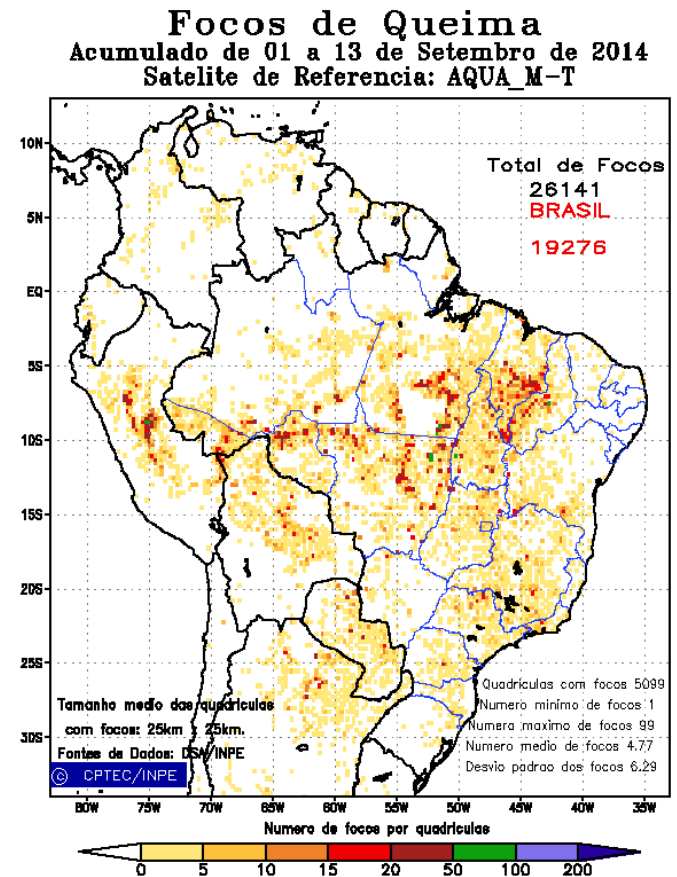 Focos de Queima
Acumulado de 01 a 13 de Setembro de 2014
Satelite de Referencia: AQUA_M-T
Total de Focos
26141
BRASIL
19276
10N
5N
EQ
5S
10S
15S
20S
25S
30S
Quadriculas com focos 5099
Numero minimo de focos 1
Numero maximo de focos 99
Numero medio de focos 4.77
Desvio padrao dos focos 6.29
Tamanho medio das quadriculas
com focos: 25km x 25km.
Fontes de Dados: DSA/INPE
© CPTEC/INPE
80W 75W 70W 65W 60W 55W 50W 45W 40W 35W
Numero de focos por quadriculas
0 5 10 15 20 50 100 200